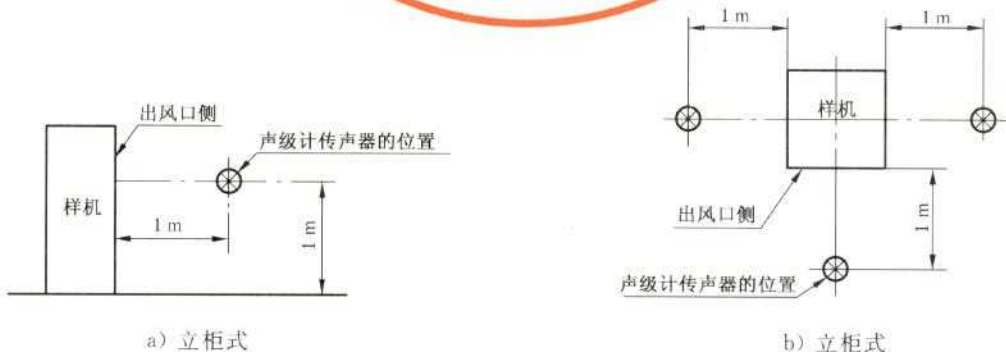 出风口侧
声级计传声器的位置
样机
1 m
1 m
a) 立柜式
1 m
1 m
样机
出风口侧
1 m
声级计传声器的位置
b) 立柜式